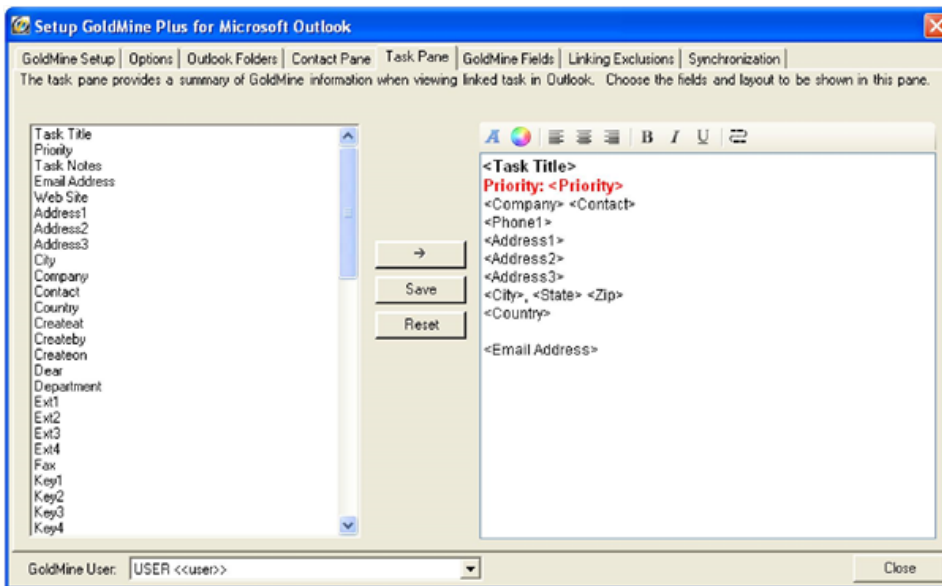 Setup GoldMine Plus for Microsoft Outlook
GoldMine Setup Options Outlook Folders Contact Pane Task Pane GoldMine Fields Linking Exclusions Synchronization
The task pane provides a summary of GoldMine information when viewing linked task in Outlook. Choose the fields and layout to be shown in this pane.
Task Title
Priority
Task Notes
Email Address
Web Site
Address1
Address2
Address3
City
Company
Contact
Country
Createat
Createby
Createon
Dear
Department
Ext1
Ext2
Ext3
Ext4
Fax
Key1
Key2
Key3
Key4
→
Save
Reset
A B I U
<Task Title>
Priority: <Priority>
<Company> <Contact>
<Phone1>
<Address1>
<Address2>
<Address3>
<City>, <State> <Zip>
<Country>
<Email Address>
GoldMine User: USER <<user>>
Close